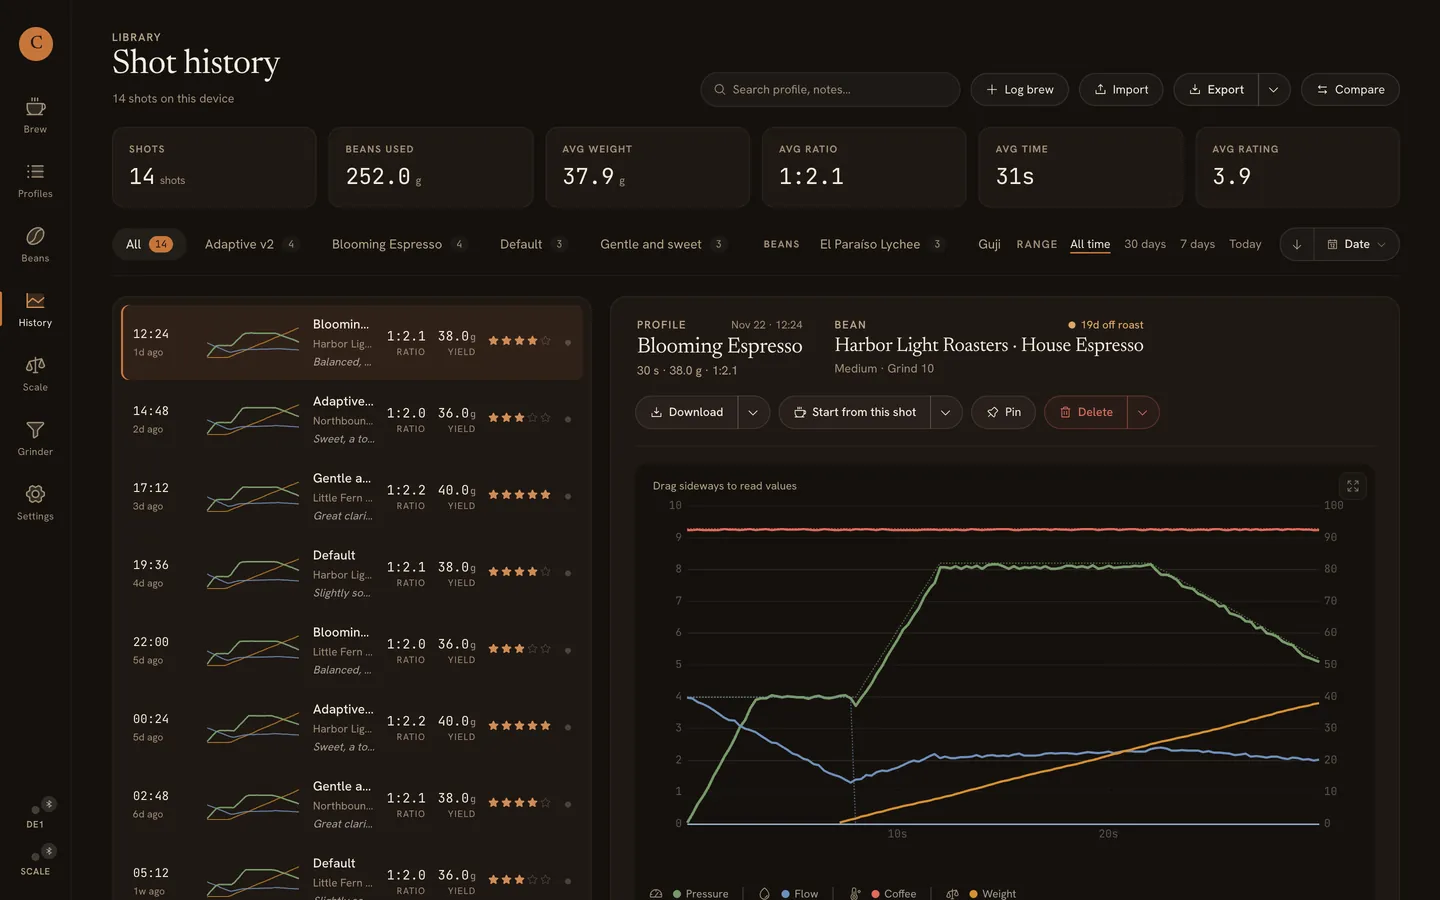 C
Brew
Profiles
Beans
History
Scale
Grinder
Settings
DE1
SCALE
LIBRARY
Shot history
14 shots on this device
Search profile, notes...
Log brew
Import
Export
Compare
SHOTS
14 shots
BEANS USED
252.0 g
AVG WEIGHT
37.9 g
AVG RATIO
1:2.1
AVG TIME
31s
AVG RATING
3.9
All 14 Adaptive v2 4 Blooming Espresso 4 Default 3 Gentle and sweet 3 BEANS El Paraíso Lychee 3 Guji RANGE All time 30 days 7 days Today Date
12:24 Bloomin... 1:2.1 38.0g
1d ago Harbor Lig... RATIO YIELD
Balanced, ...
14:48 Adaptive... 1:2.0 36.0g
2d ago Northboun... RATIO YIELD
Sweet, a to...
17:12 Gentle a... 1:2.2 40.0g
3d ago Little Fern ... RATIO YIELD
Great clari...
19:36 Default 1:2.1 38.0g
4d ago Harbor Lig... RATIO YIELD
Slightly so...
22:00 Bloomin... 1:2.0 36.0g
5d ago Little Fern ... RATIO YIELD
Balanced, ...
00:24 Adaptive... 1:2.2 40.0g
5d ago Harbor Lig... RATIO YIELD
Sweet, a to...
02:48 Gentle a... 1:2.1 38.0g
6d ago Northboun... RATIO YIELD
Great clari...
05:12 Default 1:2.0 36.0g
1w ago Little Fern ... RATIO YIELD
PROFILE Nov 22 · 12:24
Blooming Espresso
30 s · 38.0 g · 1:2.1
BEAN 19d off roast
Harbor Light Roasters · House Espresso
Medium · Grind 10
Download
Start from this shot
Pin
Delete
Drag sideways to read values
10 100
9 90
8 80
7 70
6 60
5 50
4 40
3 30
2 20
1 10
0 0
10s 20s
Pressure Flow Coffee Weight